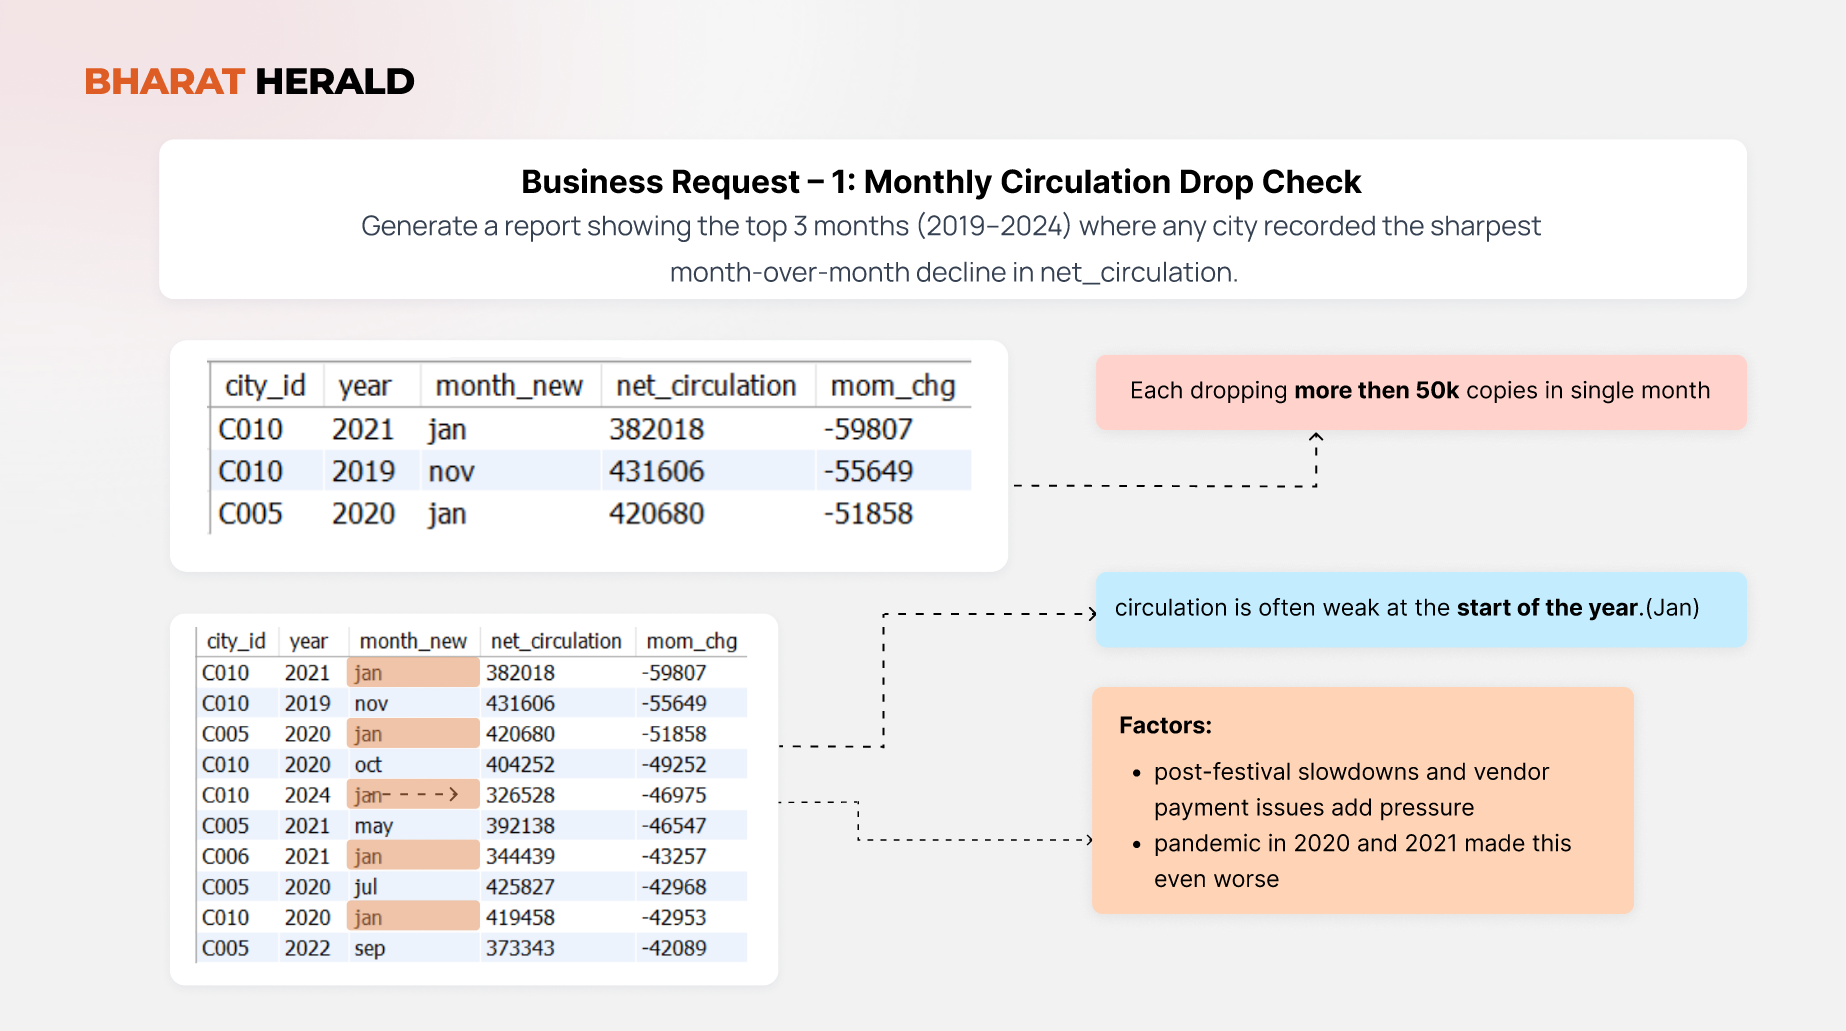 BHARAT HERALD
Business Request – 1: Monthly Circulation Drop Check
Generate a report showing the top 3 months (2019–2024) where any city recorded the sharpest
month-over-month decline in net_circulation.
city_id year month_new net_circulation mom_chg
C010 2021 jan 382018 -59807
C010 2019 nov 431606 -55649
C005 2020 jan 420680 -51858
Each dropping more then 50k copies in single month
circulation is often weak at the start of the year.(Jan)
city_id year month_new net_circulation mom_chg
C010 2021 jan 382018 -59807
C010 2019 nov 431606 -55649
C005 2020 jan 420680 -51858
C010 2020 oct 404252 -49252
C010 2024 jan 326528 -46975
C005 2021 may 392138 -46547
C006 2021 jan 344439 -43257
C005 2020 jul 425827 -42968
C010 2020 jan 419458 -42953
C005 2022 sep 373343 -42089
Factors:
• post-festival slowdowns and vendor
payment issues add pressure
• pandemic in 2020 and 2021 made this
even worse